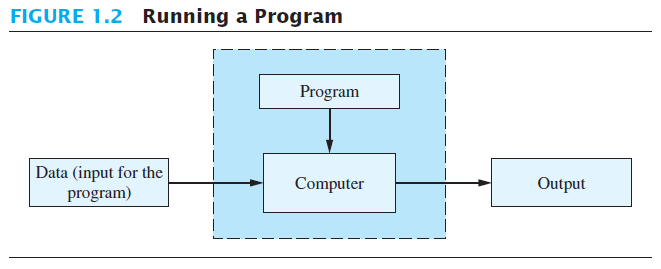 FIGURE 1.2 Running a Program
Program
Data (input for the
program)
Computer
Output